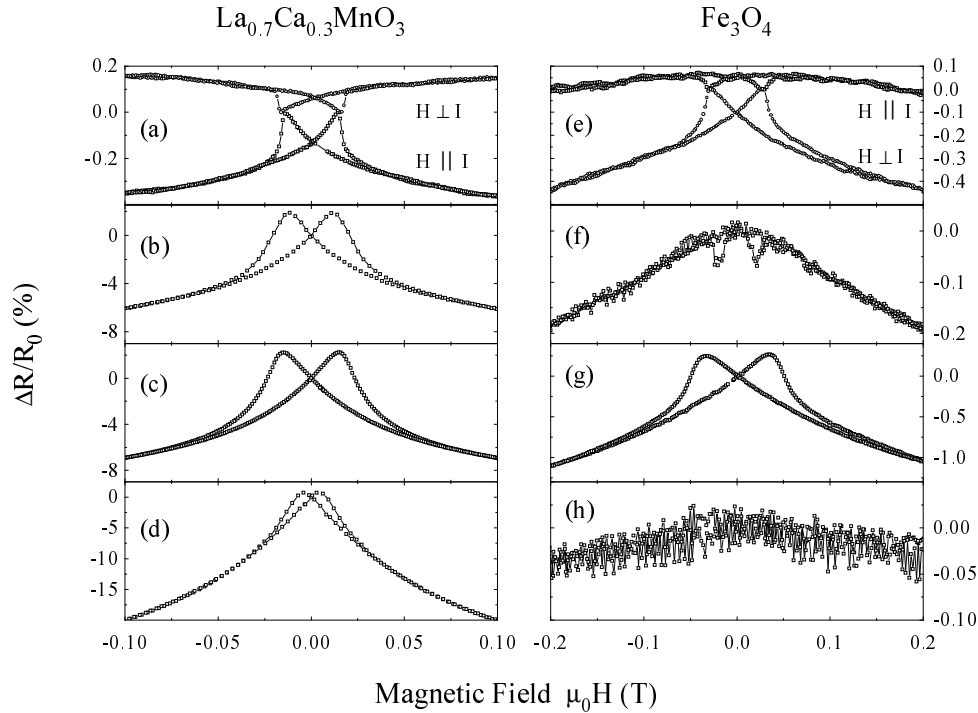 La0.7Ca0.3MnO3
Fe3O4
ΔR/R0 (%)
0.2
0.0
-0.2
(a)
H ⊥ I
H || I
0
-4
-8
(b)
0
-4
-8
(c)
0
-5
-10
-15
(d)
-0.10
-0.05
0.00
0.05
0.10
(e)
H || I
H ⊥ I
0.1
0.0
-0.1
-0.2
-0.3
-0.4
(f)
0.0
-0.1
-0.2
(g)
0.0
-0.5
-1.0
(h)
0.00
-0.05
-0.10
-0.2
-0.1
0.0
0.1
0.2
Magnetic Field μ0H (T)